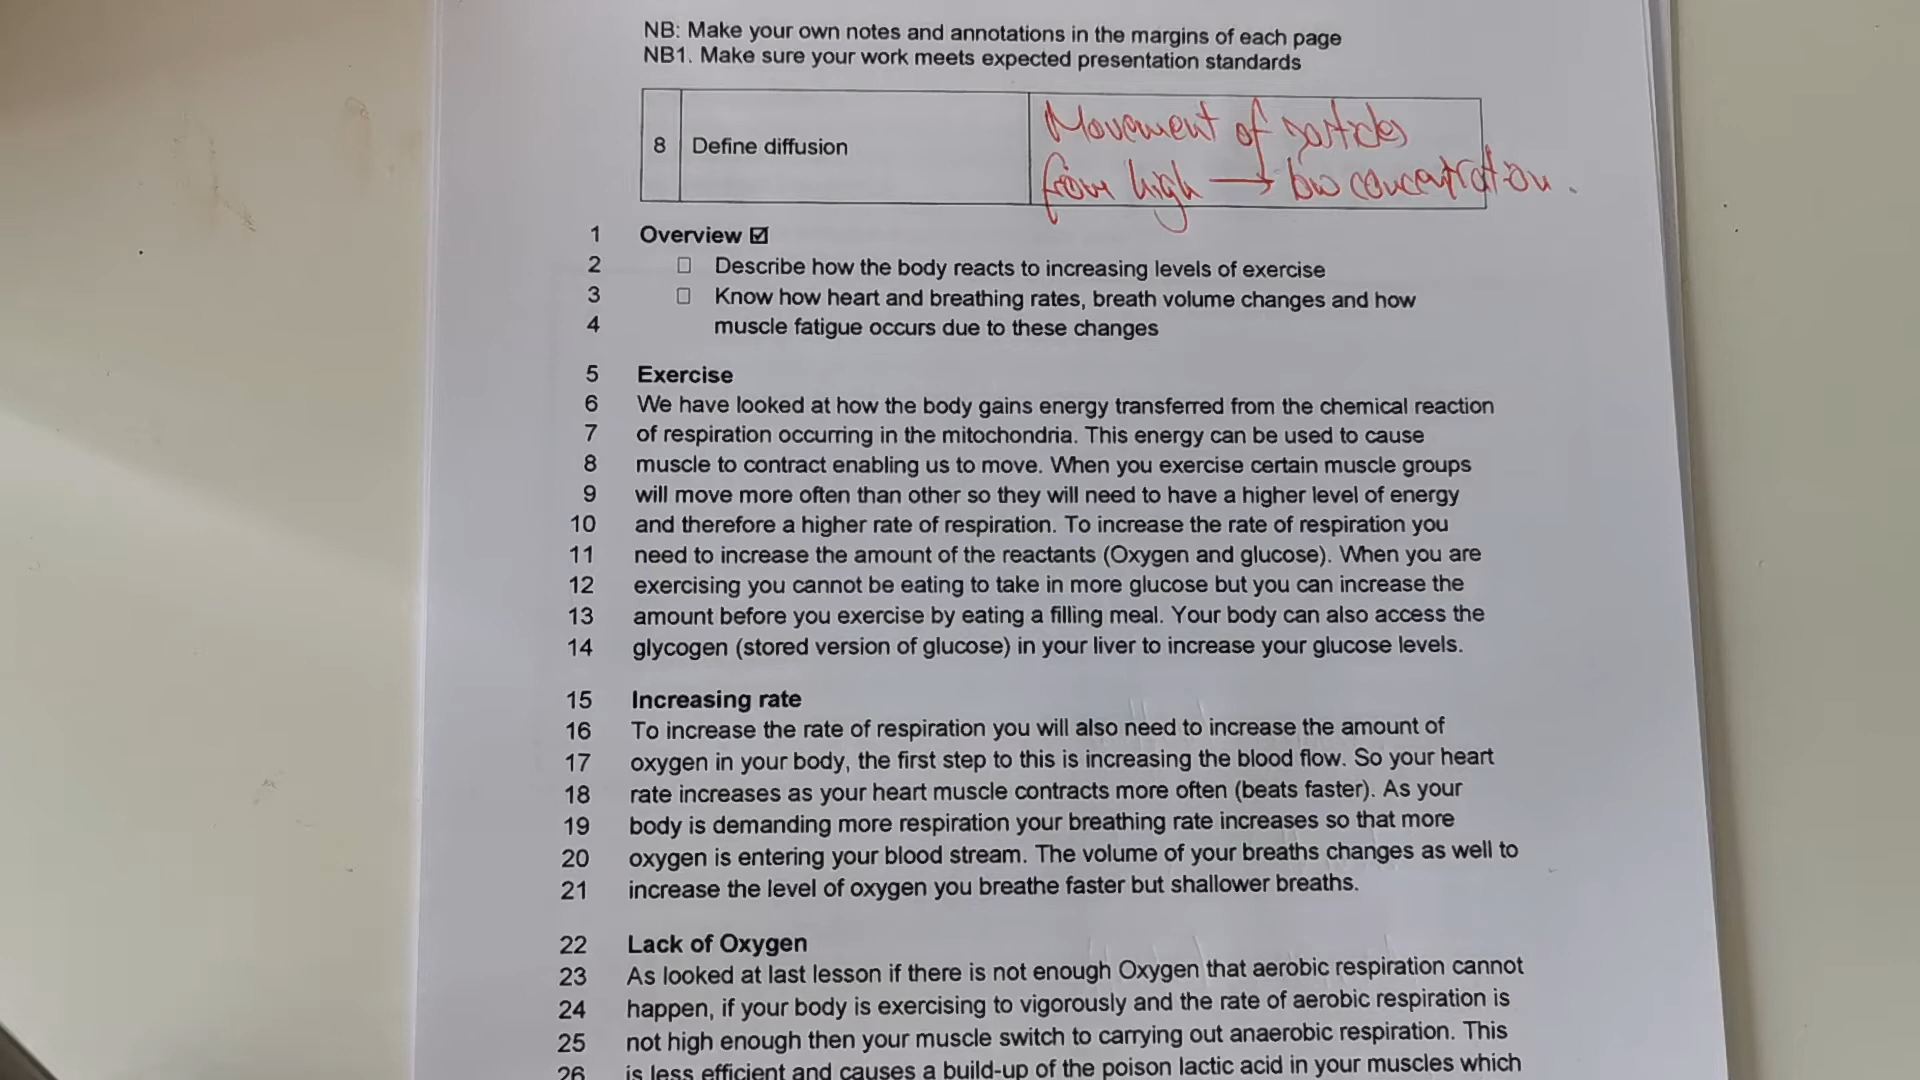 NB: Make your own notes and annotations in the margins of each page
NB1. Make sure your work meets expected presentation standards
8 Define diffusion
Movement of particles
from high → low concentration.
1 Overview ☑
2 □ Describe how the body reacts to increasing levels of exercise
3 □ Know how heart and breathing rates, breath volume changes and how
4 muscle fatigue occurs due to these changes
5 Exercise
6 We have looked at how the body gains energy transferred from the chemical reaction
7 of respiration occurring in the mitochondria. This energy can be used to cause
8 muscle to contract enabling us to move. When you exercise certain muscle groups
9 will move more often than other so they will need to have a higher level of energy
10 and therefore a higher rate of respiration. To increase the rate of respiration you
11 need to increase the amount of the reactants (Oxygen and glucose). When you are
12 exercising you cannot be eating to take in more glucose but you can increase the
13 amount before you exercise by eating a filling meal. Your body can also access the
14 glycogen (stored version of glucose) in your liver to increase your glucose levels.
15 Increasing rate
16 To increase the rate of respiration you will also need to increase the amount of
17 oxygen in your body, the first step to this is increasing the blood flow. So your heart
18 rate increases as your heart muscle contracts more often (beats faster). As your
19 body is demanding more respiration your breathing rate increases so that more
20 oxygen is entering your blood stream. The volume of your breaths changes as well to
21 increase the level of oxygen you breathe faster but shallower breaths.
22 Lack of Oxygen
23 As looked at last lesson if there is not enough Oxygen that aerobic respiration cannot
24 happen, if your body is exercising to vigorously and the rate of aerobic respiration is
25 not high enough then your muscle switch to carrying out anaerobic respiration. This
26 is less efficient and causes a build-up of the poison lactic acid in your muscles which